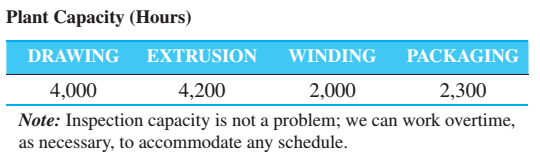 Plant Capacity (Hours)
DRAWING EXTRUSION WINDING PACKAGING
4,000 4,200 2,000 2,300
Note: Inspection capacity is not a problem; we can work overtime,
as necessary, to accommodate any schedule.